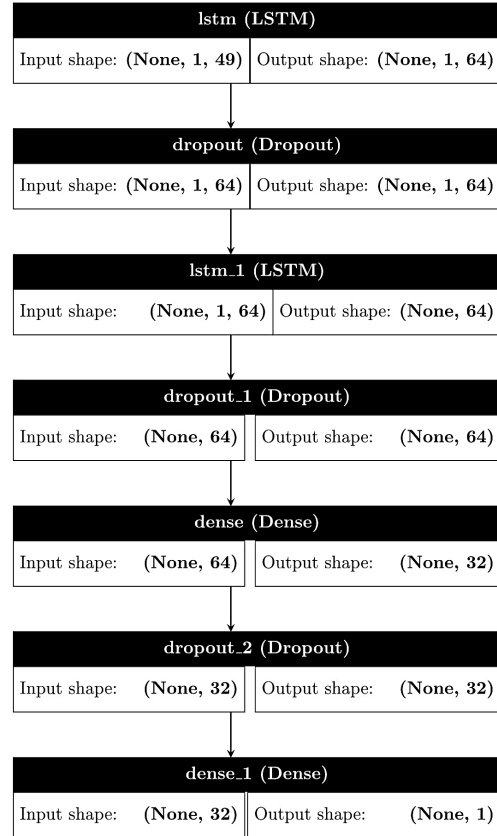 lstm (LSTM)
Input shape: (None, 1, 49) Output shape: (None, 1, 64)
dropout (Dropout)
Input shape: (None, 1, 64) Output shape: (None, 1, 64)
lstm_1 (LSTM)
Input shape: (None, 1, 64) Output shape: (None, 64)
dropout_1 (Dropout)
Input shape: (None, 64) Output shape: (None, 64)
dense (Dense)
Input shape: (None, 64) Output shape: (None, 32)
dropout_2 (Dropout)
Input shape: (None, 32) Output shape: (None, 32)
dense_1 (Dense)
Input shape: (None, 32) Output shape: (None, 1)